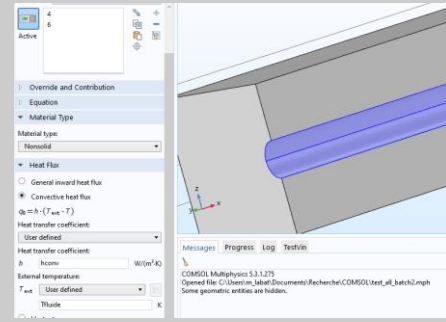 4
6
Active
Override and Contribution
Equation
Material Type
Material type:
Nonsolid
Heat Flux
General inward heat flux
Convective heat flux
q₀=h·(T_ext-T)
Heat transfer coefficient:
User defined
Heat transfer coefficient:
h hconv W/(m²·K)
External temperature:
T_ext User defined
Tfluide K
z
y x
Messages Progress Log
COMSOL Multiphysics 5.3.1.275
Opened file: C:\Users\m_labat\Documents\Recherche\COMSOL\test_ell_batch2.mph
Some geometric entities are hidden.